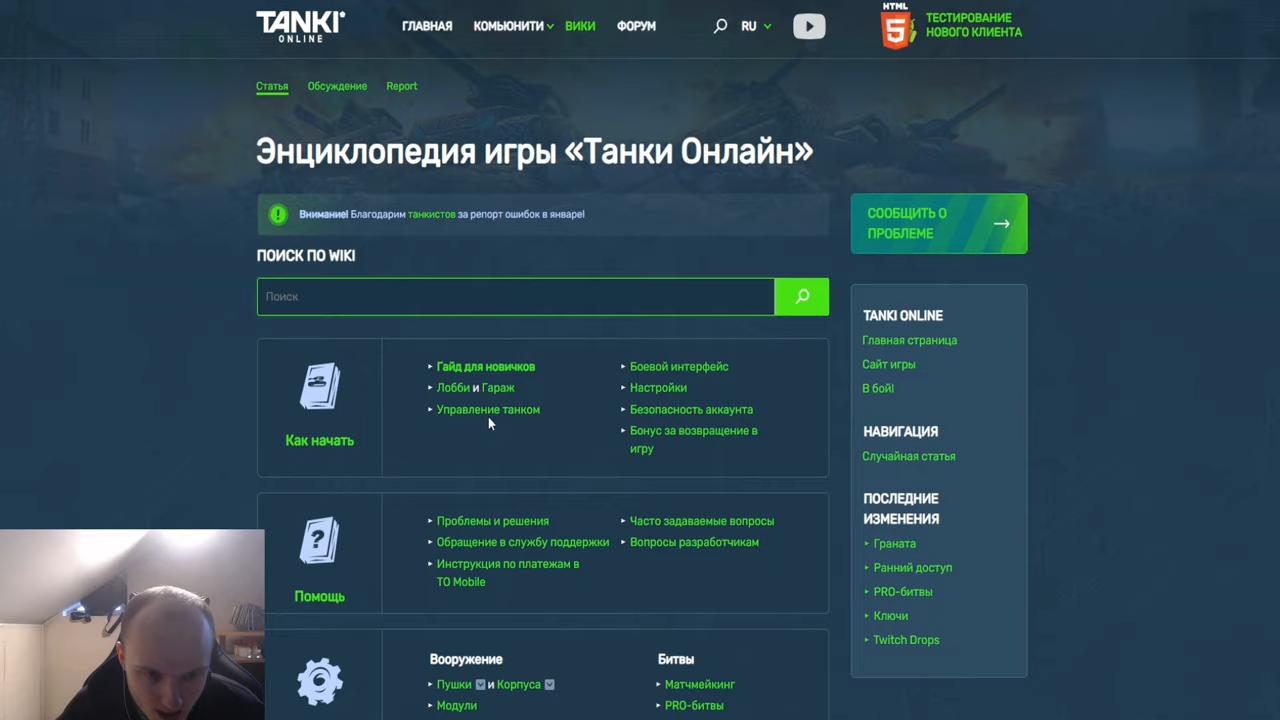 TANKI
ONLINE
ГЛАВНАЯ
КОМЬЮНИТИ
ВИКИ
ФОРУМ
RU
HTML
5
ТЕСТИРОВАНИЕ
НОВОГО КЛИЕНТА
Статья
Обсуждение
Report
Энциклопедия игры «Танки Онлайн»
! Внимание! Благодарим танкистов за репорт ошибок в январе!
СООБЩИТЬ О
ПРОБЛЕМЕ
ПОИСК ПО WIKI
Поиск
Как начать
Гайд для новичков
Лобби и Гараж
Управление танком
Боевой интерфейс
Настройки
Безопасность аккаунта
Бонус за возвращение в
игру
?
Помощь
Проблемы и решения
Обращение в службу поддержки
Инструкция по платежам в
ТО Mobile
Часто задаваемые вопросы
Вопросы разработчикам
Вооружение
Пушки и Корпуса
Модули
Битвы
Матчмейкинг
PRO-битвы
TANKI ONLINE
Главная страница
Сайт игры
В бой!
НАВИГАЦИЯ
Случайная статья
ПОСЛЕДНИЕ
ИЗМЕНЕНИЯ
Граната
Ранний доступ
PRO-битвы
Ключи
Twitch Drops